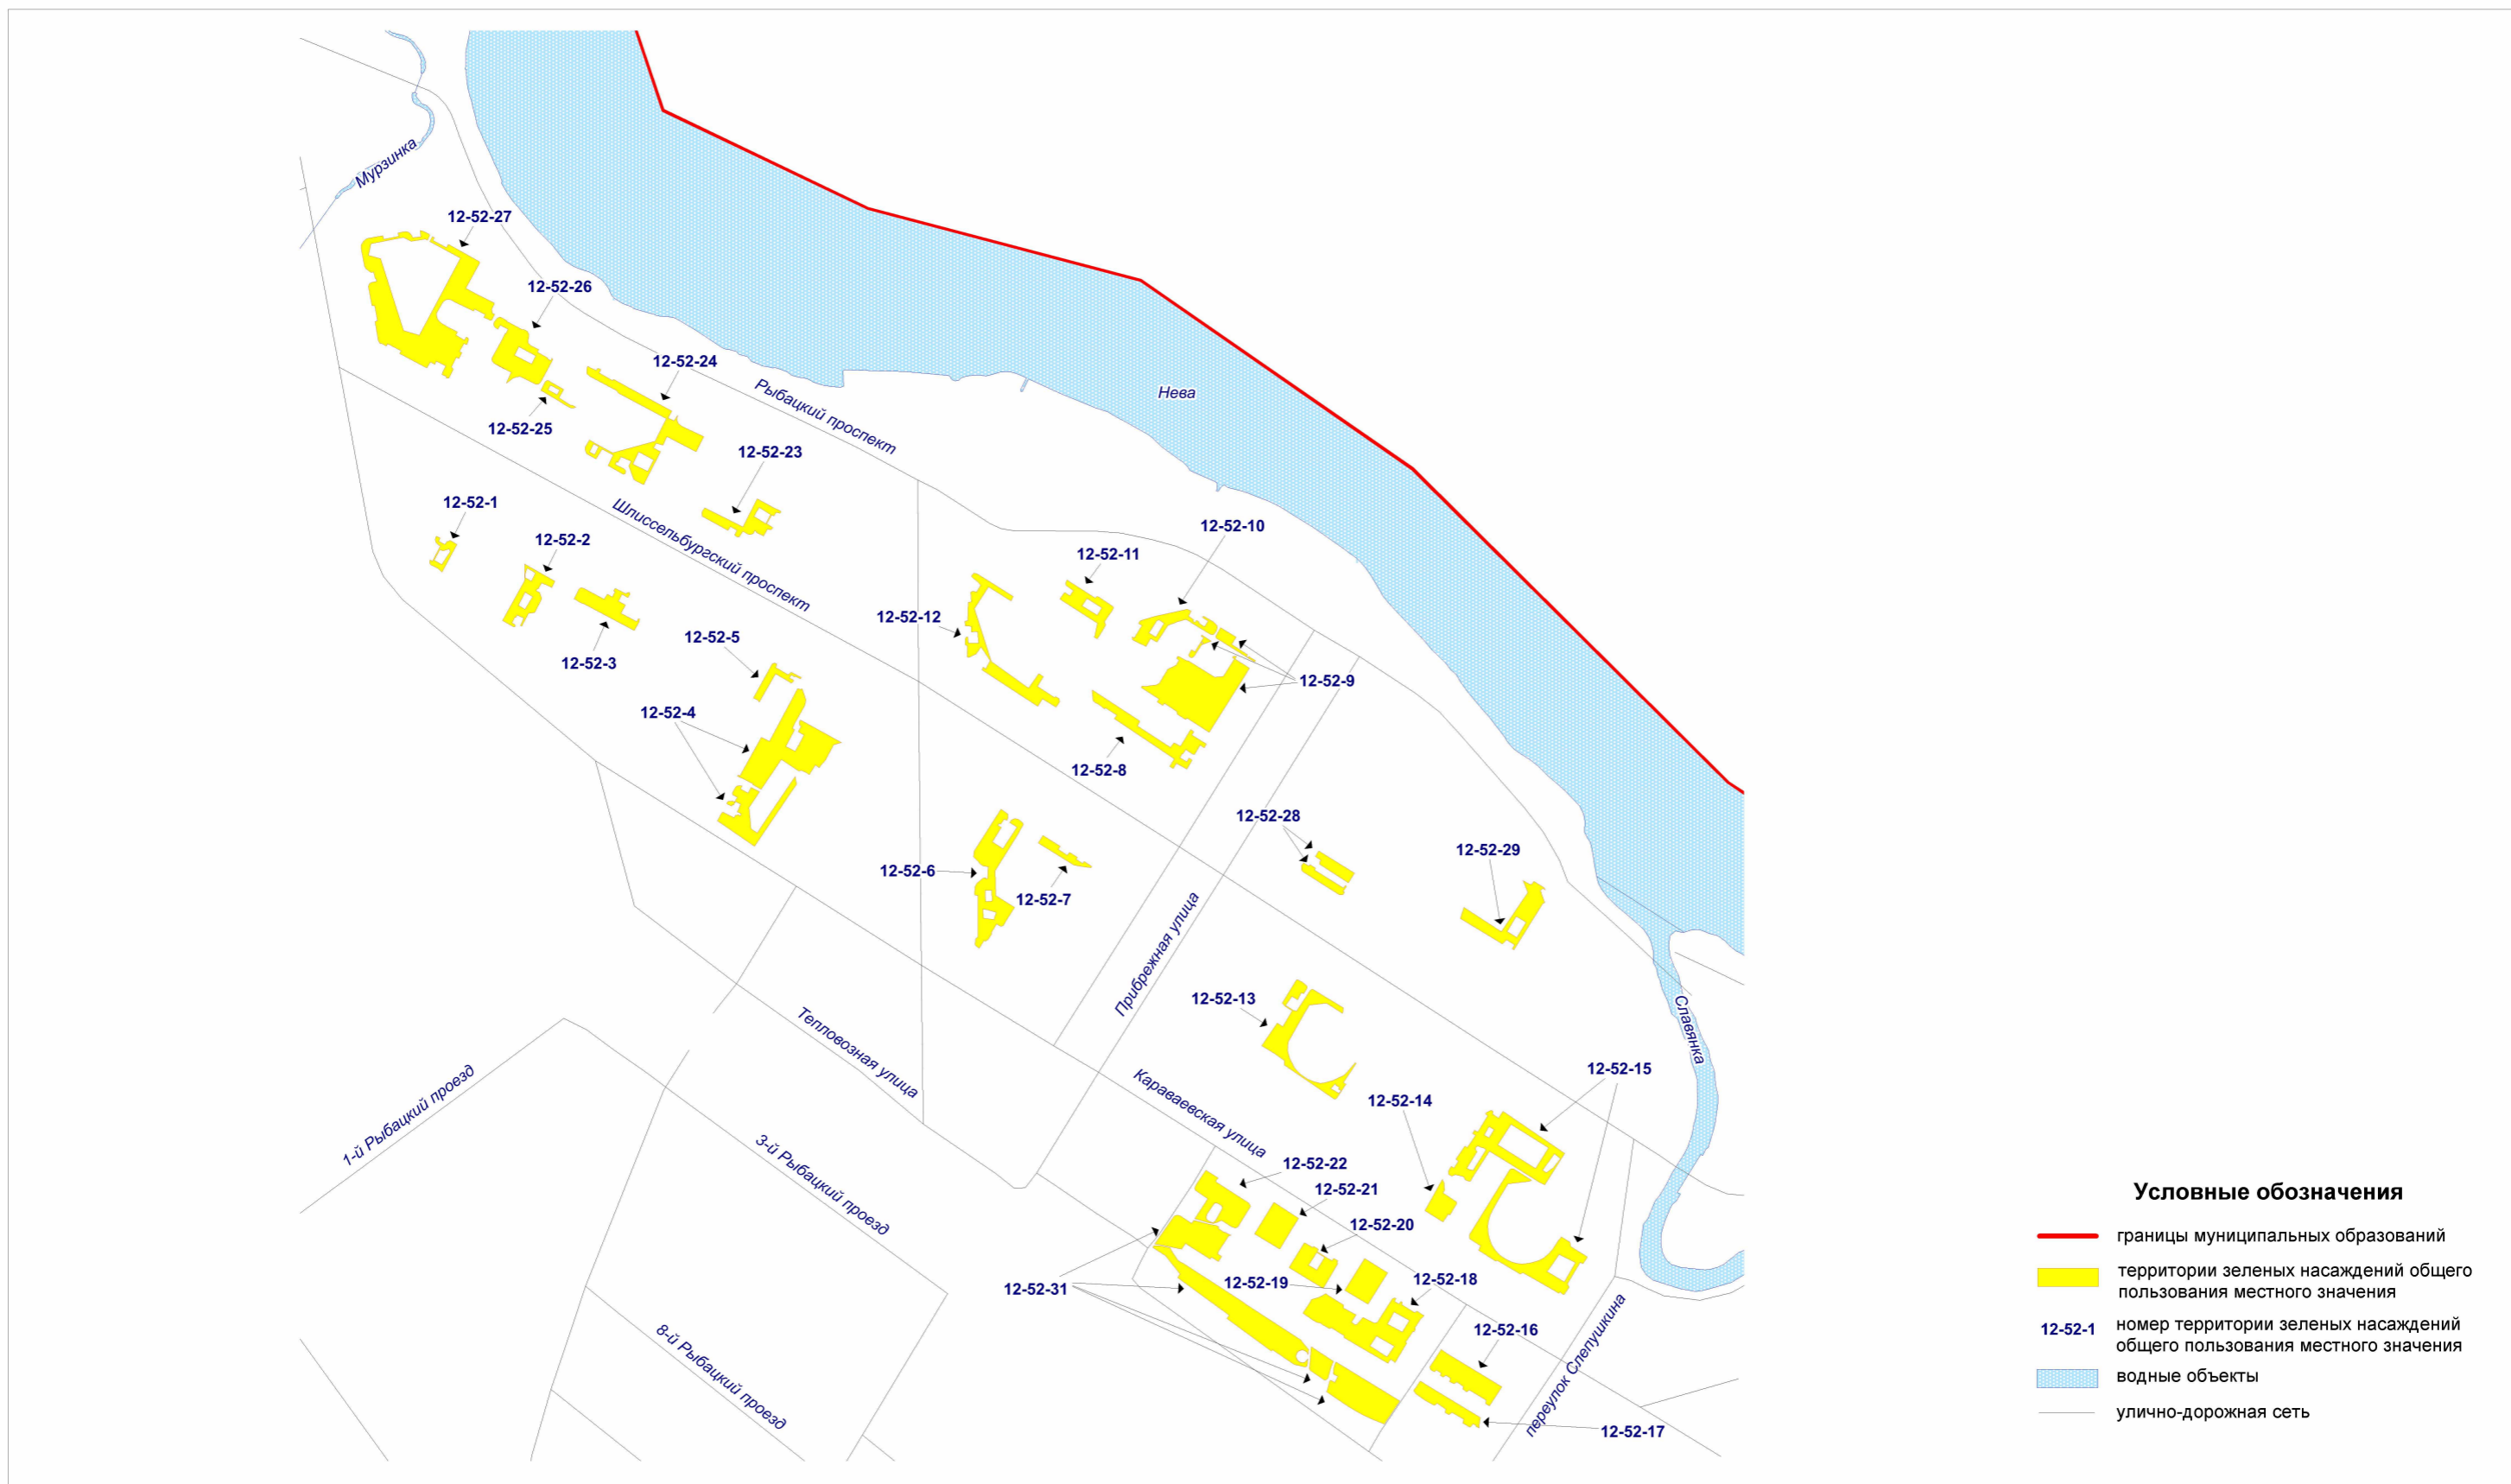 Мурзинка
12-52-27
12-52-26
12-52-24
Рыбацкий проспект
Нева
12-52-25
12-52-23
12-52-1
Шлиссельбургский проспект
12-52-2
12-52-10
12-52-11
12-52-12
12-52-5
12-52-3
12-52-9
12-52-4
12-52-8
12-52-28
12-52-29
12-52-6
12-52-7
Прибрежная улица
12-52-13
Славянка
Тепловозная улица
12-52-15
1-й Рыбацкий проезд
12-52-14
Караваевская улица
3-й Рыбацкий проезд
12-52-22
12-52-21
12-52-20
12-52-31
12-52-19
12-52-18
8-й Рыбацкий проезд
12-52-16
переулок Слепушкина
12-52-17
Условные обозначения
границы муниципальных образований
территории зеленых насаждений общего
пользования местного значения
12-52-1
номер территории зеленых насаждений
общего пользования местного значения
водные объекты
улично-дорожная сеть